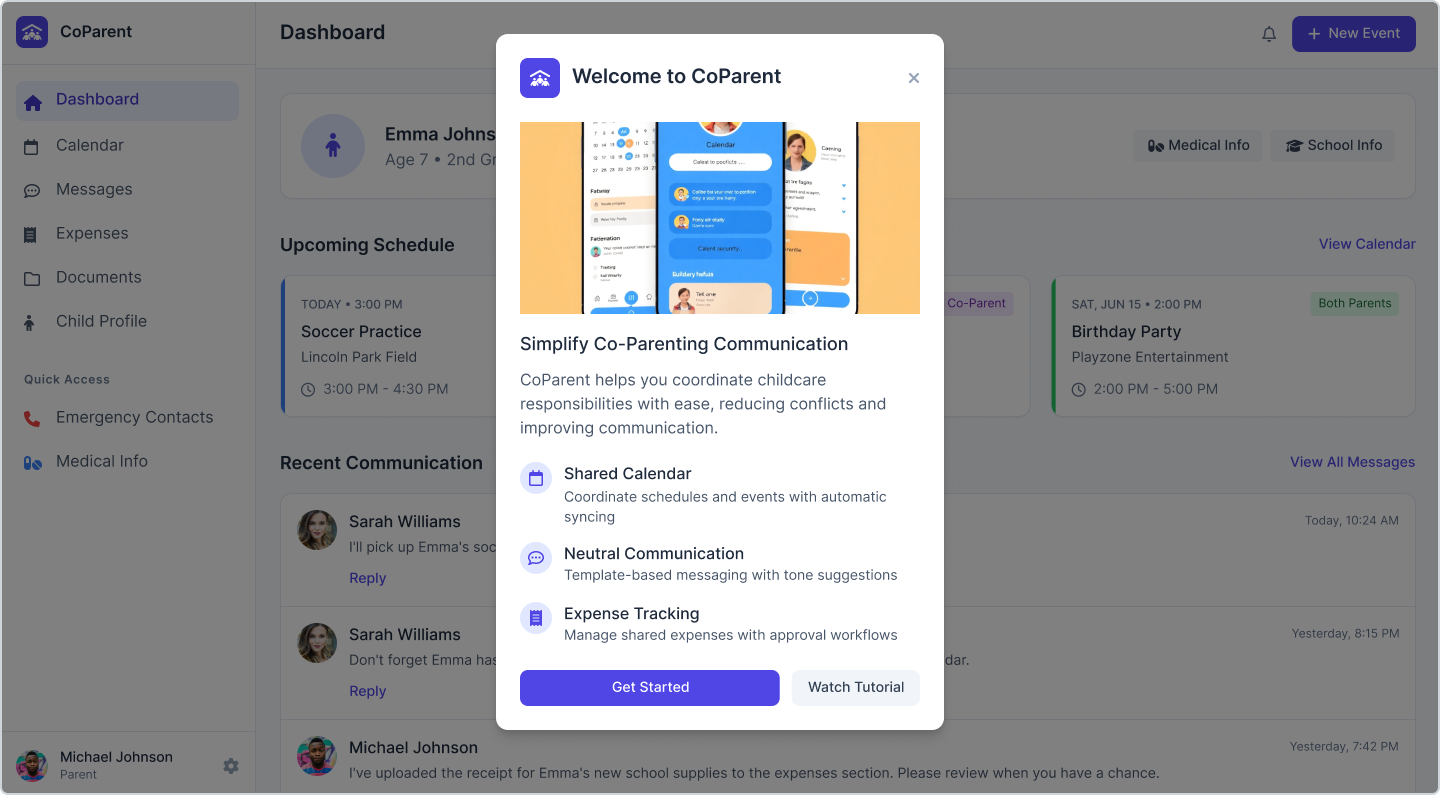 CoParent
Dashboard
Calendar
Messages
Expenses
Documents
Child Profile
Quick Access
Emergency Contacts
Medical Info
Michael Johnson
Parent
Dashboard
+ New Event
Emma Johns
Age 7 • 2nd Gr
Medical Info
School Info
Upcoming Schedule
View Calendar
TODAY • 3:00 PM
Soccer Practice
Lincoln Park Field
3:00 PM - 4:30 PM
Co-Parent
SAT, JUN 15 • 2:00 PM
Both Parents
Birthday Party
Playzone Entertainment
2:00 PM - 5:00 PM
Recent Communication
View All Messages
Sarah Williams
Today, 10:24 AM
I'll pick up Emma's soc
Reply
Sarah Williams
Yesterday, 8:15 PM
Don't forget Emma has
dar.
Reply
Michael Johnson
Yesterday, 7:42 PM
I've uploaded the receipt for Emma's new school supplies to the expenses section. Please review when you have a chance.
Welcome to CoParent
Calendar
Simplify Co-Parenting Communication
CoParent helps you coordinate childcare
responsibilities with ease, reducing conflicts and
improving communication.
Shared Calendar
Coordinate schedules and events with automatic
syncing
Neutral Communication
Template-based messaging with tone suggestions
Expense Tracking
Manage shared expenses with approval workflows
Get Started
Watch Tutorial